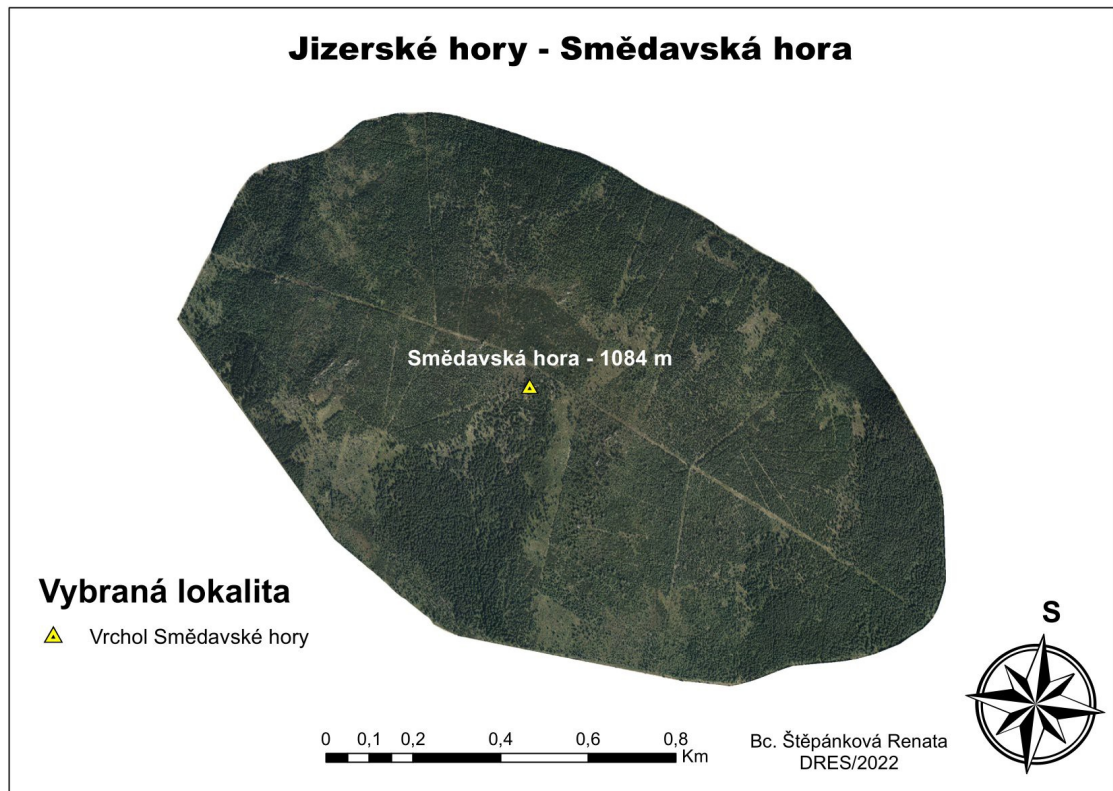 Jizerské hory - Smědavská hora
Smědavská hora - 1084 m
Vybraná lokalita
Vrchol Smědavské hory
S
0 0,1 0,2 0,4 0,6 0,8
Km
Bc. Štěpánková Renata
DRES/2022